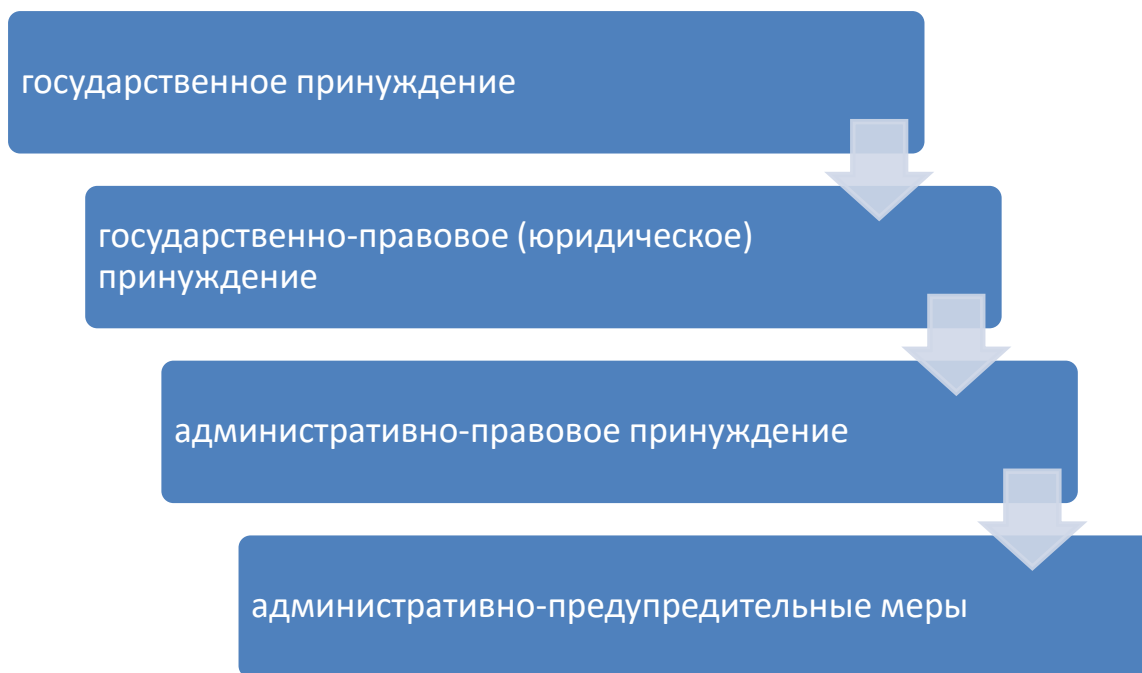 государственное принуждение
государственно-правовое (юридическое)
принуждение
административно-правовое принуждение
административно-предупредительные меры